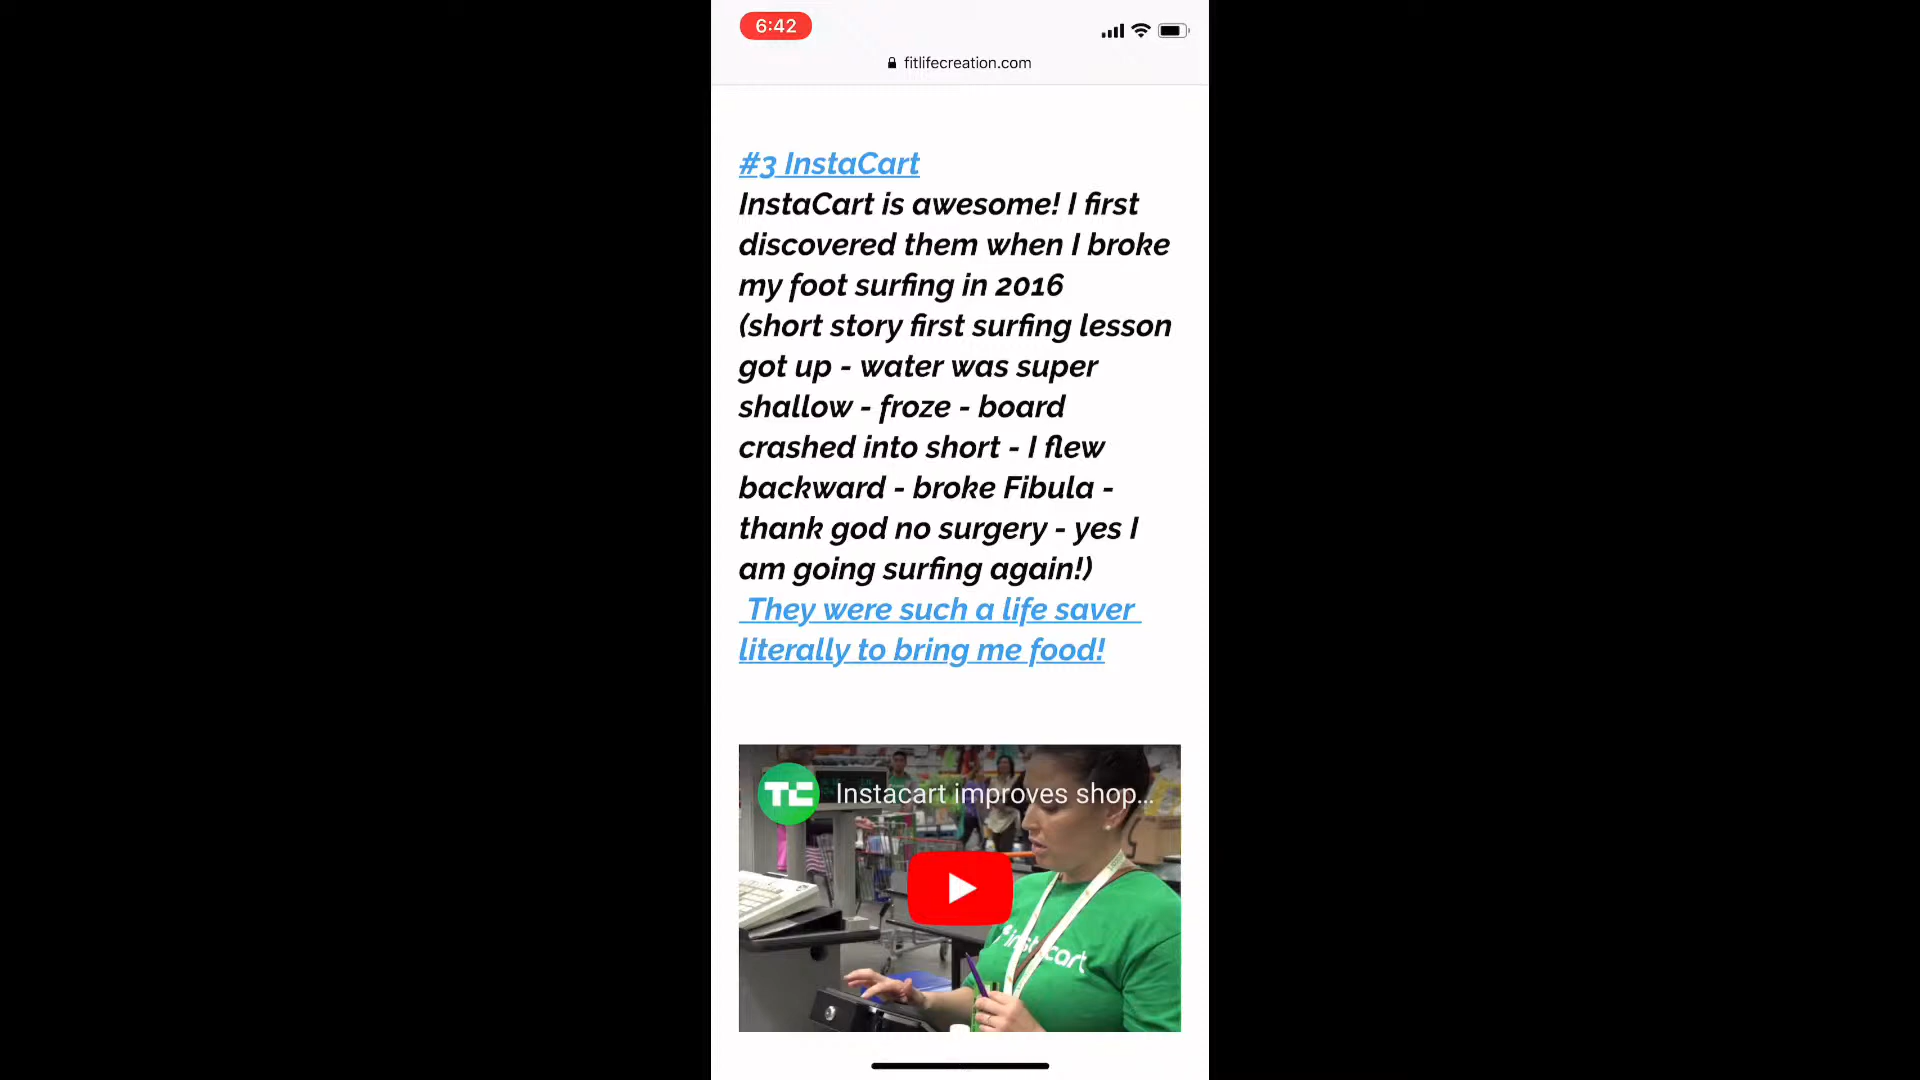 6:42
fitlifecreation.com
#3 InstaCart
InstaCart is awesome! I first
discovered them when I broke
my foot surfing in 2016
(short story first surfing lesson
got up - water was super
shallow - froze - board
crashed into short - I flew
backward - broke Fibula -
thank god no surgery - yes I
am going surfing again!)
They were such a life saver
literally to bring me food!
TC Instacart improves shop...
instacart